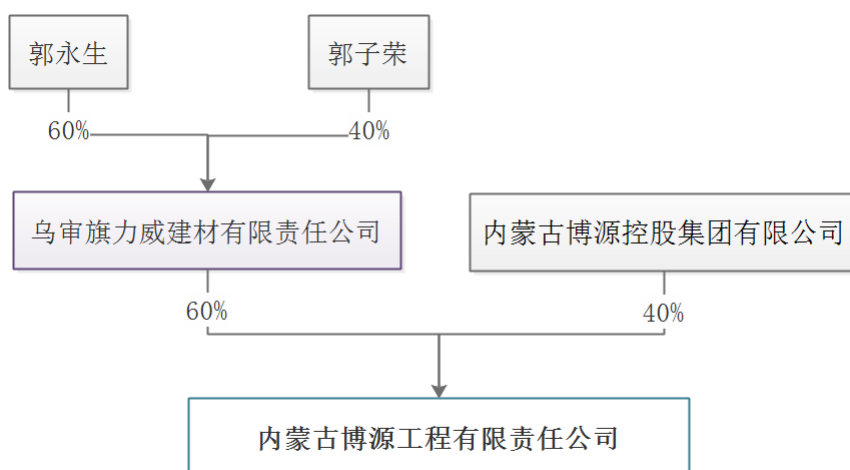 郭永生
郭子荣
60%
40%
乌审旗力威建材有限责任公司
内蒙古博源控股集团有限公司
60%
40%
内蒙古博源工程有限责任公司